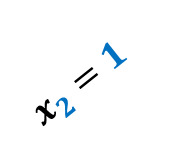 x₂ = 1